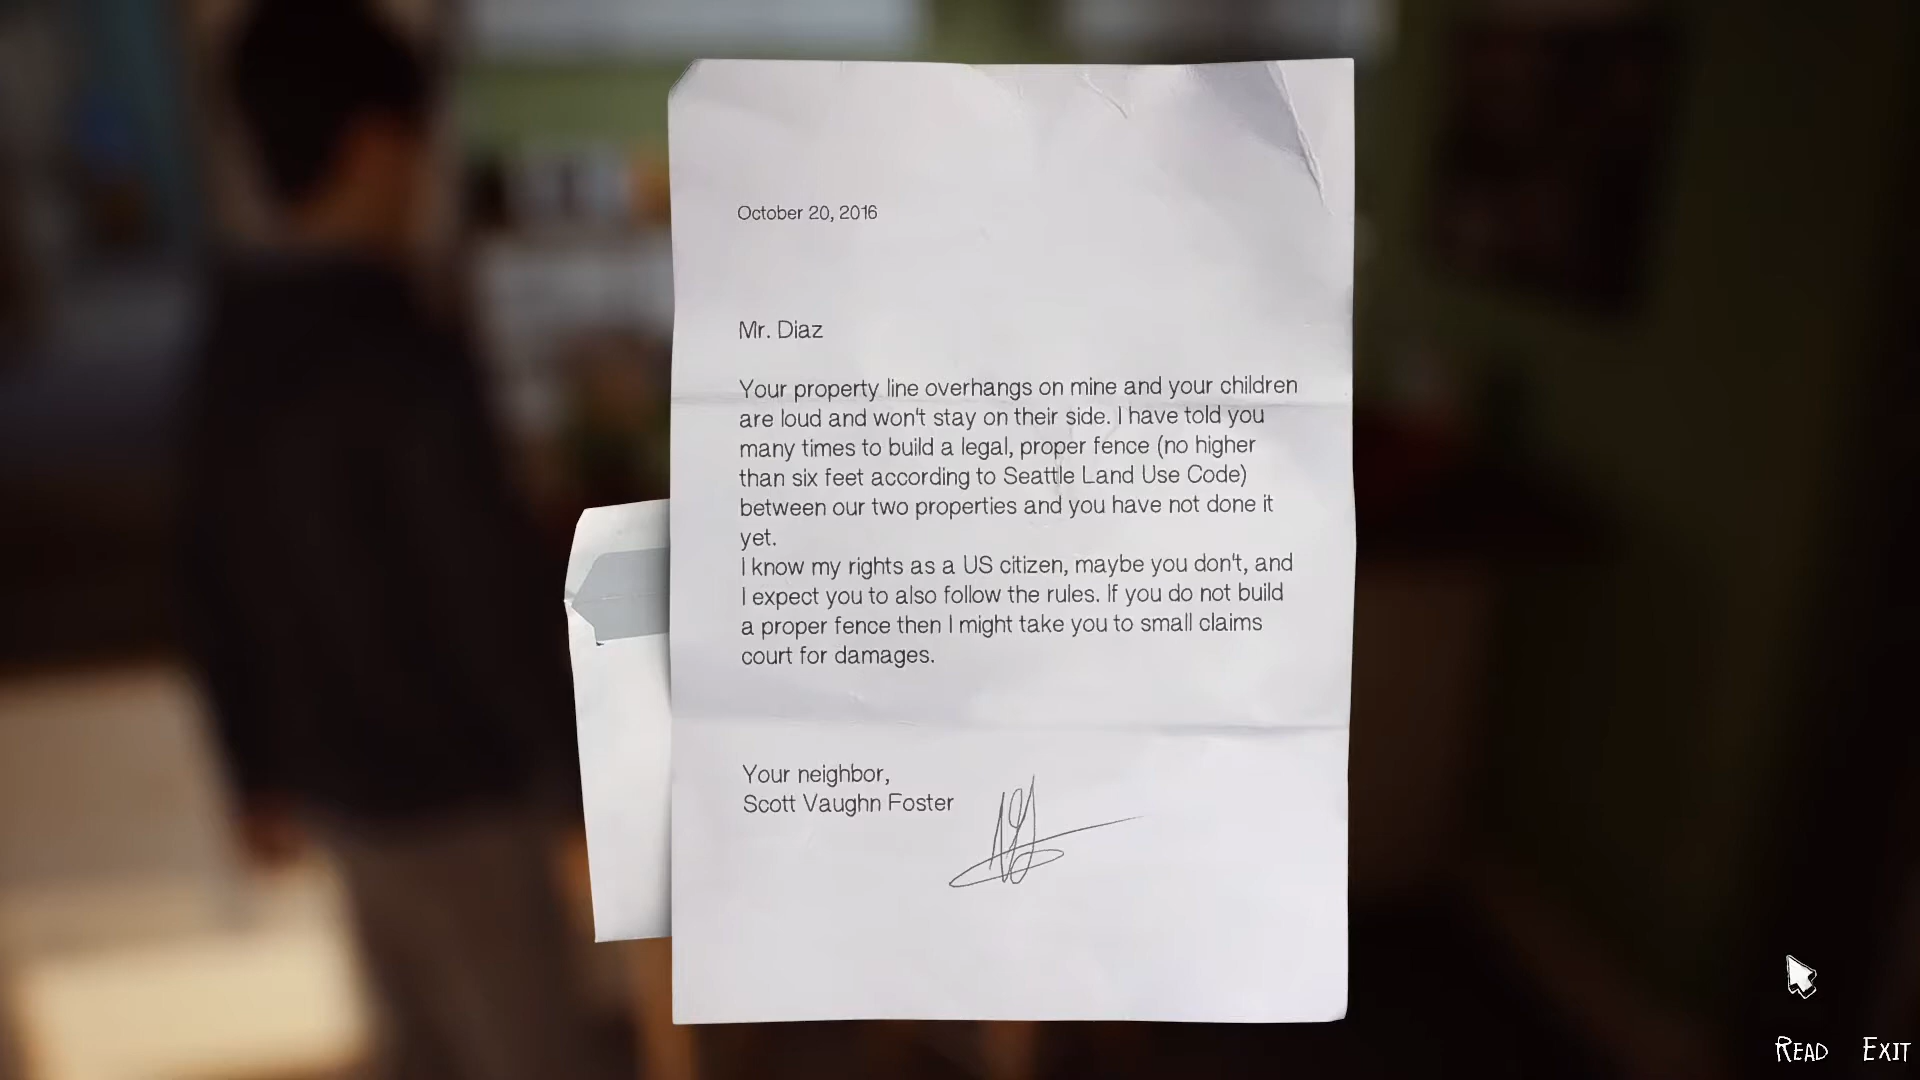 October 20, 2016
Mr. Diaz
Your property line overhangs on mine and your children
are loud and won't stay on their side. I have told you
many times to build a legal, proper fence (no higher
than six feet according to Seattle Land Use Code)
between our two properties and you have not done it
yet.
I know my rights as a US citizen, maybe you don't, and
I expect you to also follow the rules. If you do not build
a proper fence then I might take you to small claims
court for damages.
Your neighbor,
Scott Vaughn Foster
READ EXIT